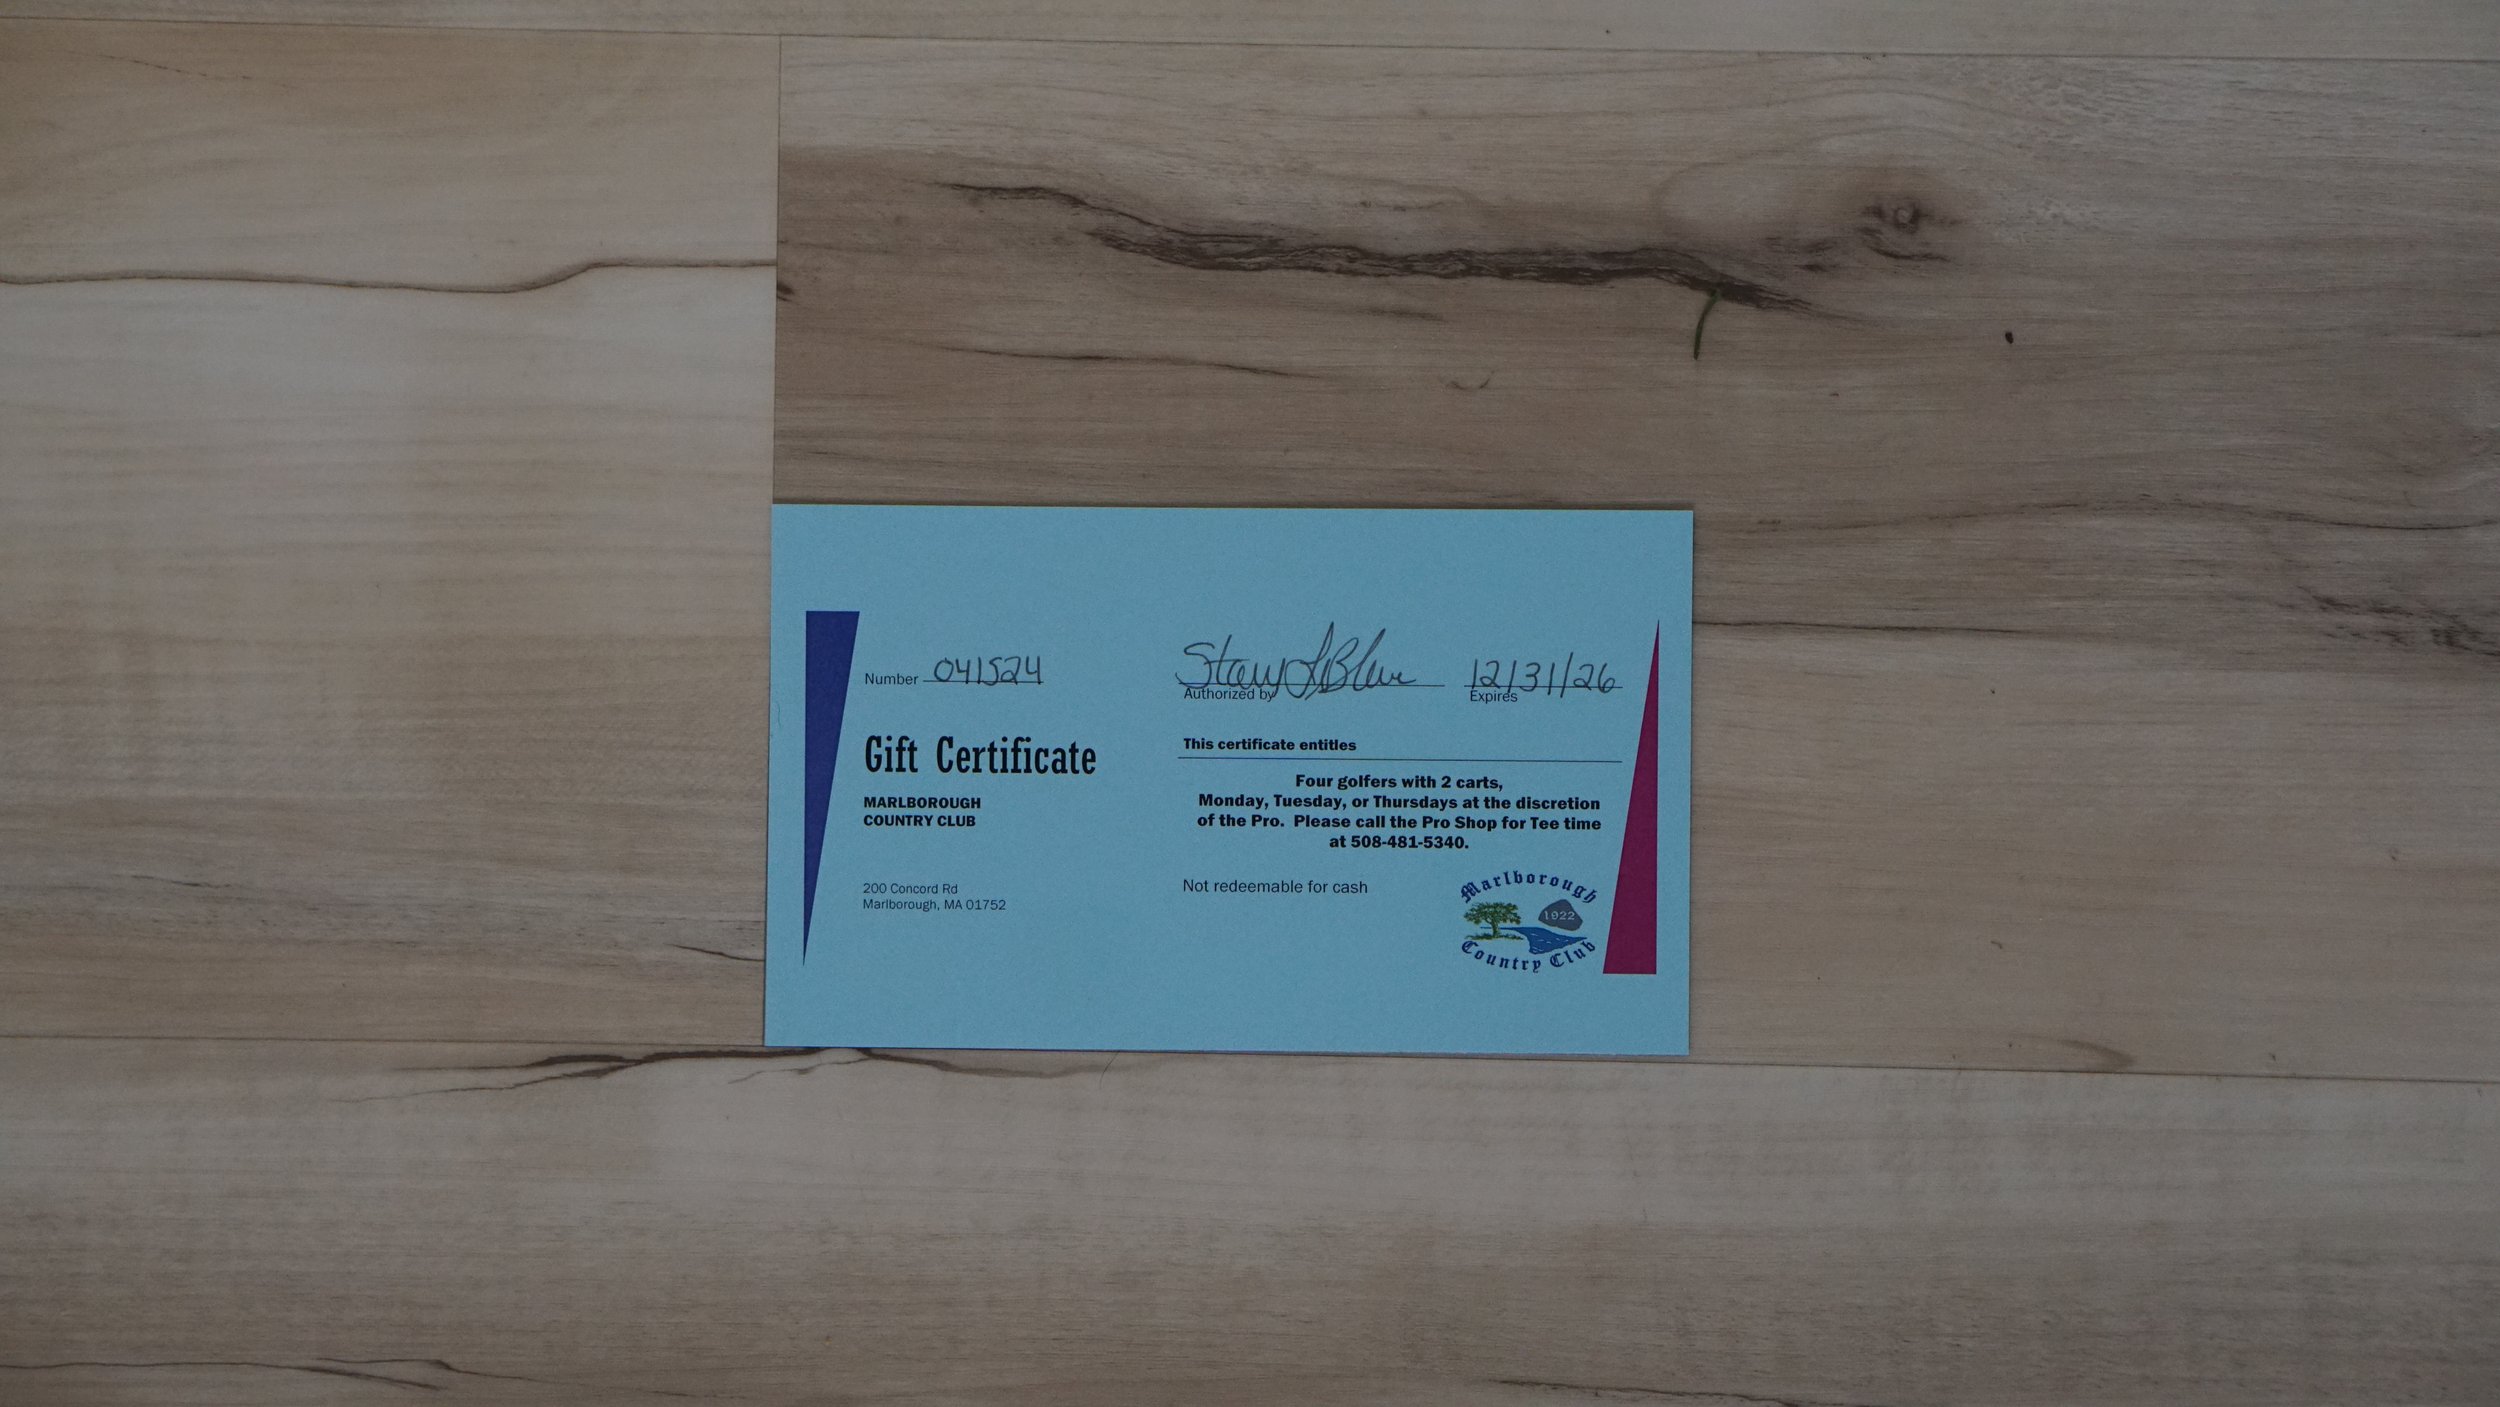 Number 041524
Gift Certificate
MARLBOROUGH
COUNTRY CLUB
200 Concord Rd
Marlborough, MA 01752
Authorized by
12/31/26
Expires
This certificate entitles
Four golfers with 2 carts,
Monday, Tuesday, or Thursdays at the discretion
of the Pro. Please call the Pro Shop for Tee time
at 508-481-5340.
Not redeemable for cash
Marlborough
1922
Country Club